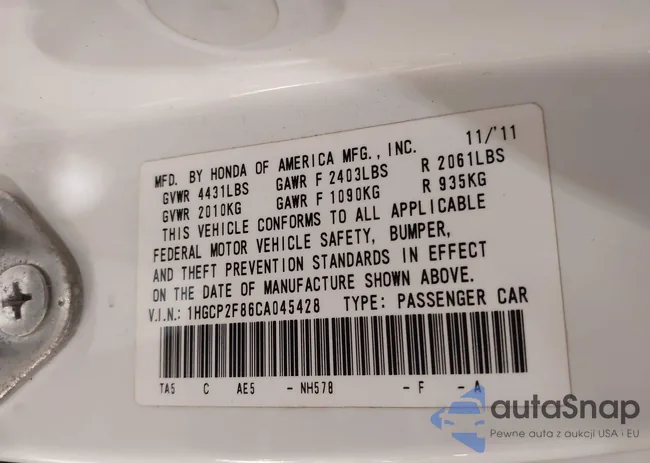 MFD. BY HONDA OF AMERICA MFG., INC. 11/'11
GVWR 4431LBS GAWR F 2403LBS R 2061LBS
GVWR 2010KG GAWR F 1090KG R 935KG
THIS VEHICLE CONFORMS TO ALL APPLICABLE
FEDERAL MOTOR VEHICLE SAFETY, BUMPER,
AND THEFT PREVENTION STANDARDS IN EFFECT
ON THE DATE OF MANUFACTURE SHOWN ABOVE.
V.I.N.: 1HGCP2F86CA045428 TYPE: PASSENGER CAR
TA5 C AE5 - NH578 - F - A
autaSnap
Pewne auta z aukcji USA i EU